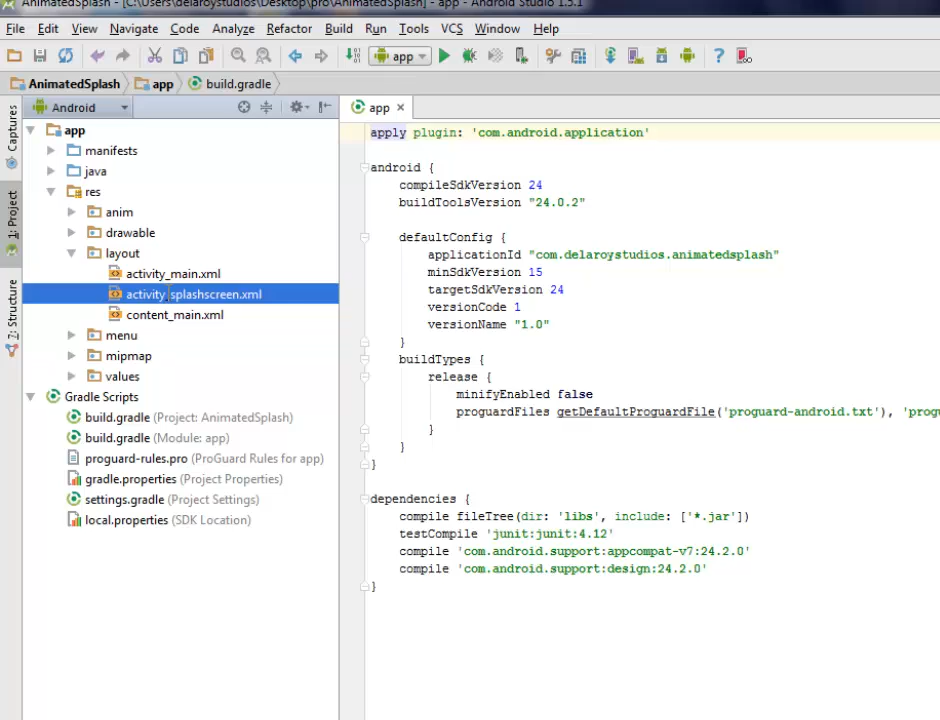 AnimatedSplash - [C:\Users\delaroystudios\Desktop\pro\AnimatedSplash] - app - Android Studio 1.5.1
File Edit View Navigate Code Analyze Refactor Build Run Tools VCS Window Help
app
AnimatedSplash app build.gradle
Captures
1: Project
7: Structure
Android
app
manifests
java
res
anim
drawable
layout
activity_main.xml
activity_splashscreen.xml
content_main.xml
menu
mipmap
values
Gradle Scripts
build.gradle (Project: AnimatedSplash)
build.gradle (Module: app)
proguard-rules.pro (ProGuard Rules for app)
gradle.properties (Project Properties)
settings.gradle (Project Settings)
local.properties (SDK Location)
app
apply plugin: 'com.android.application'
android {
compileSdkVersion 24
buildToolsVersion "24.0.2"
defaultConfig {
applicationId "com.delaroystudios.animatedsplash"
minSdkVersion 15
targetSdkVersion 24
versionCode 1
versionName "1.0"
}
buildTypes {
release {
minifyEnabled false
proguardFiles getDefaultProguardFile('proguard-android.txt'), 'prog
}
}
}
dependencies {
compile fileTree(dir: 'libs', include: ['*.jar'])
testCompile 'junit:junit:4.12'
compile 'com.android.support:appcompat-v7:24.2.0'
compile 'com.android.support:design:24.2.0'
}